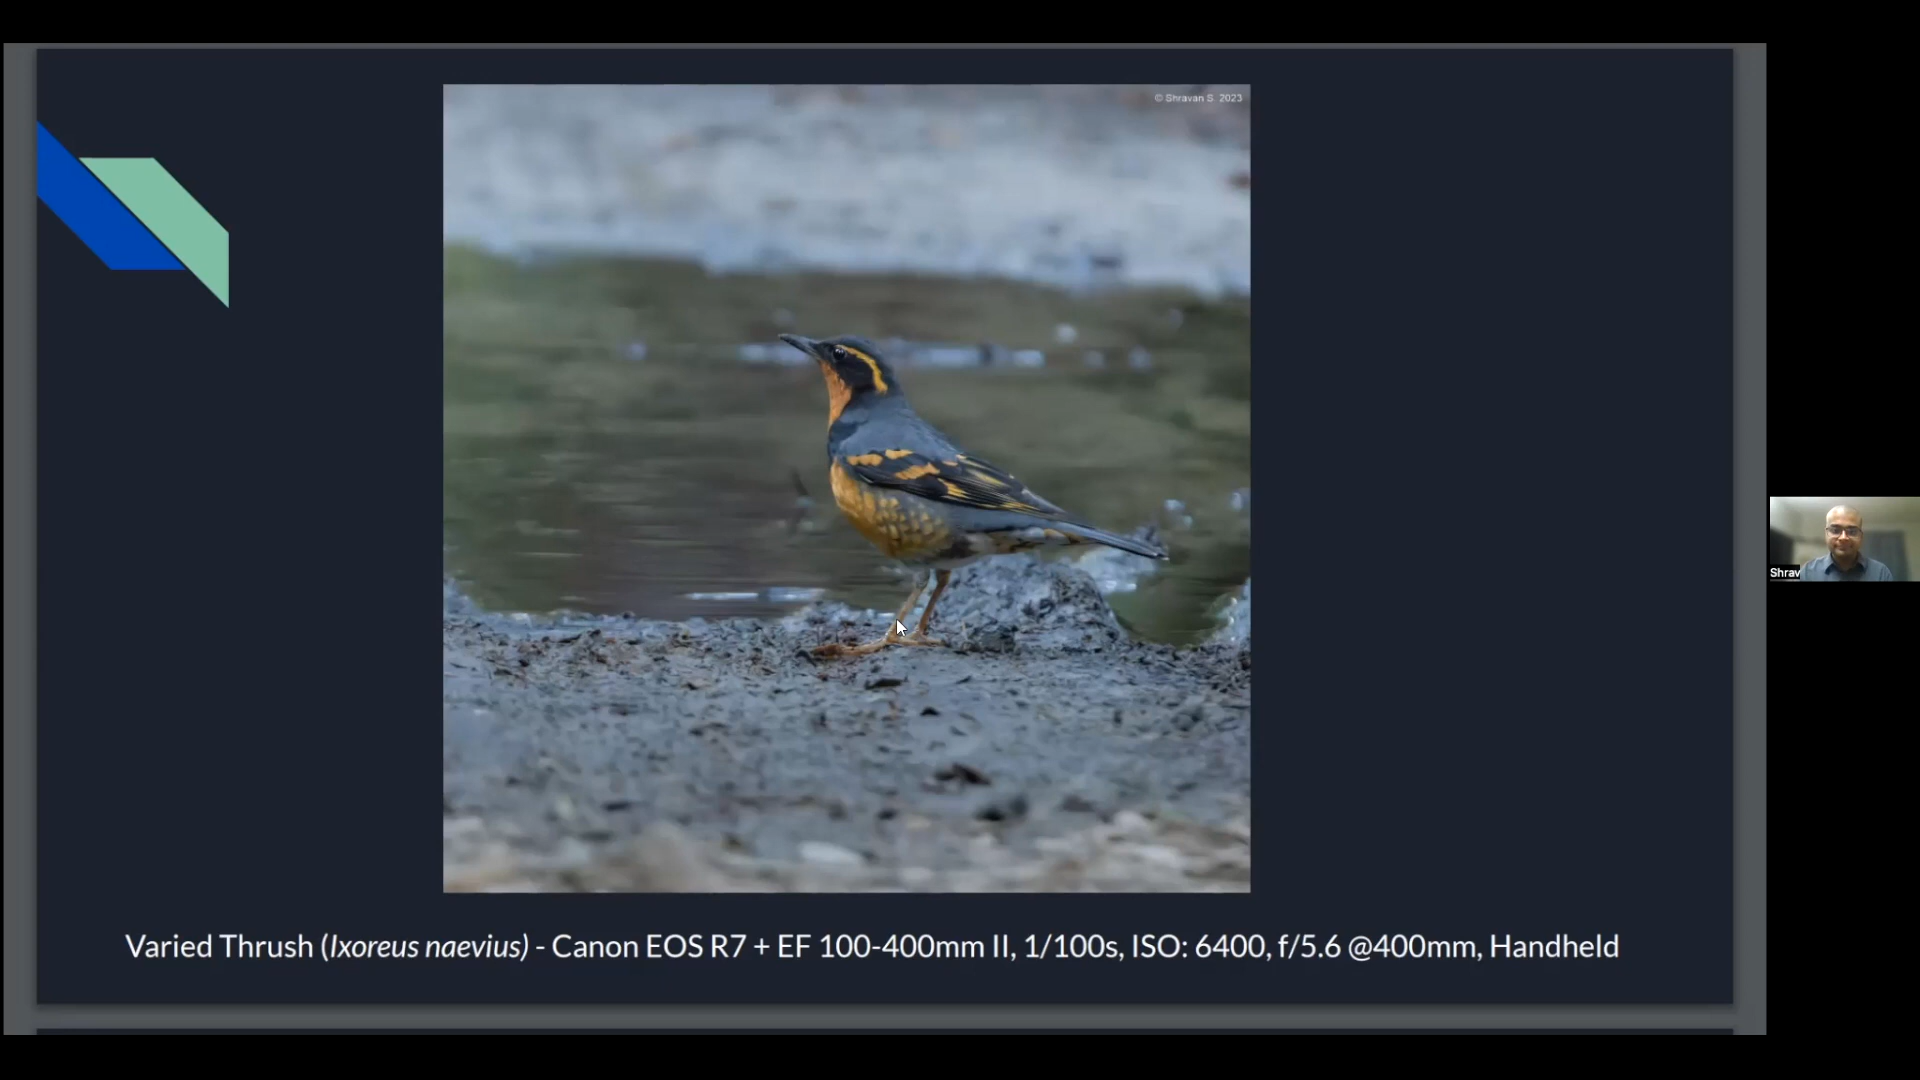 © Shravan S. 2023
Shrav
Varied Thrush (Ixoreus naevius) - Canon EOS R7 + EF 100-400mm II, 1/100s, ISO: 6400, f/5.6 @400mm, Handheld